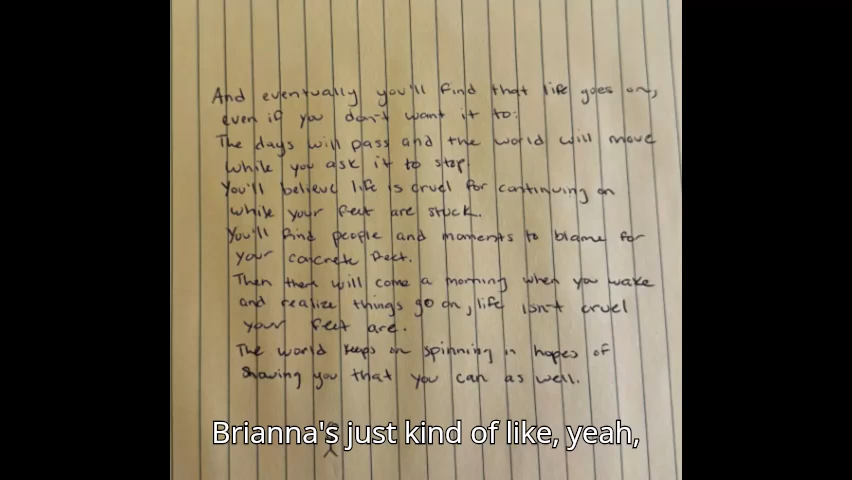 And eventually you'll find that life goes on,
even if you don't want it to.
The days will pass and the world will move
while you ask it to stop.
You'll believe life is cruel for continuing on
while your feet are stuck.
You'll find people and moments to blame for
your concrete feet.
Then there will come a morning when you wake
and realize things go on, life isn't cruel
your feet are.
The world keeps on spinning in hopes of
showing you that you can as well.
Brianna's just kind of like, yeah,